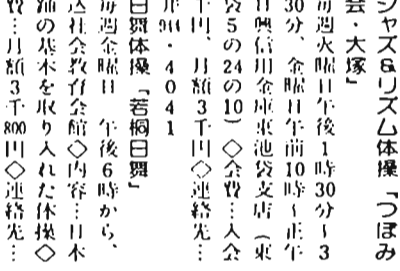 ジャズ&リズム体操「つぼみ
会・大塚」
毎週火曜日午後1時30分〜3
30分、金曜日午前10時〜正午
日興信用金庫東池袋支店(東
袋5の24の10)◇会費…入会
千円、月額3千円◇連絡先…
・4041
日舞体操「若桐日舞」
毎週金曜日 午後6時から、
社会教育会館◇内容…日本
の基本を取り入れた体操◇
費…月額3千800円◇連絡先…